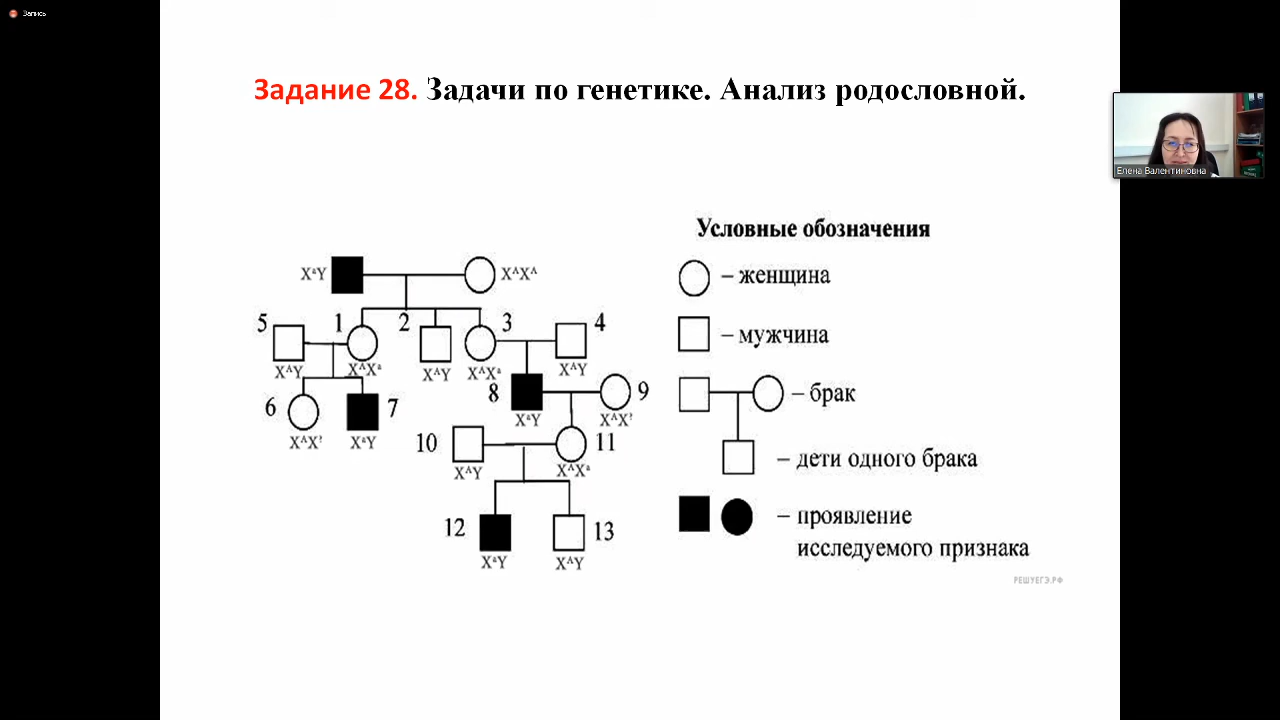 Запись
Задание 28. Задачи по генетике. Анализ родословной.
Елена Валентиновна
Условные обозначения
– женщина
– мужчина
– брак
– дети одного брака
– проявление
исследуемого признака
XᵃY XᴬXᴬ
5 1 2 3 4
XᴬY XᴬXᵃ XᴬY XᴬXᵃ XᴬY
6 7 8 9
XᴬX? XᵃY XᵃY XᴬX?
10 11
XᴬY XᴬXᵃ
12 13
XᵃY XᴬY
РЕШУЕГЭ.РФ